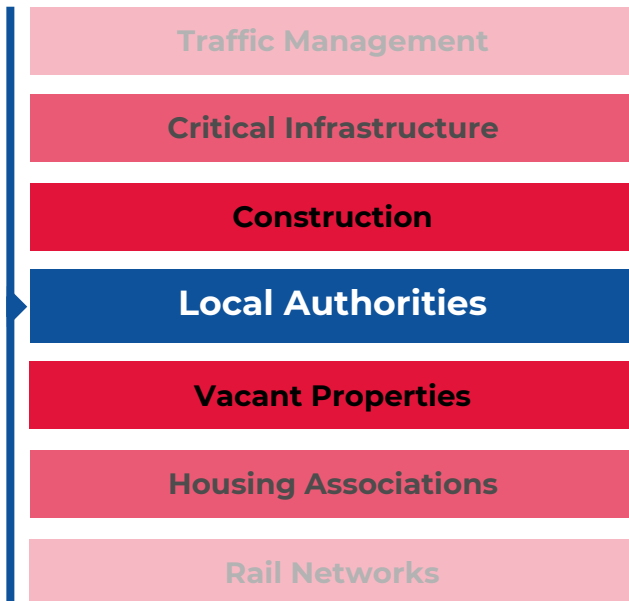 Traffic Management
Critical Infrastructure
Construction
Local Authorities
Vacant Properties
Housing Associations
Rail Networks